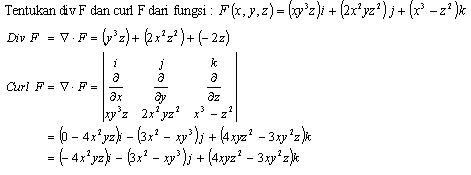 Tentukan div F dan curl F dari fungsi : F(x, y, z) = (xy³z)i + (2x²yz²)j + (x³ − z²)k
Div F = ∇ · F = (y³z) + (2x²z²) + (−2z)
Curl F = ∇ · F = | i j k |
| ∂/∂x ∂/∂y ∂/∂z |
| xy³z 2x²yz² x³ − z² |
= (0 − 4x²yz)i − (3x² − xy³)j + (4xyz² − 3xy²z)k
= (− 4x²yz)i − (3x² − xy³)j + (4xyz² − 3xy²z)k